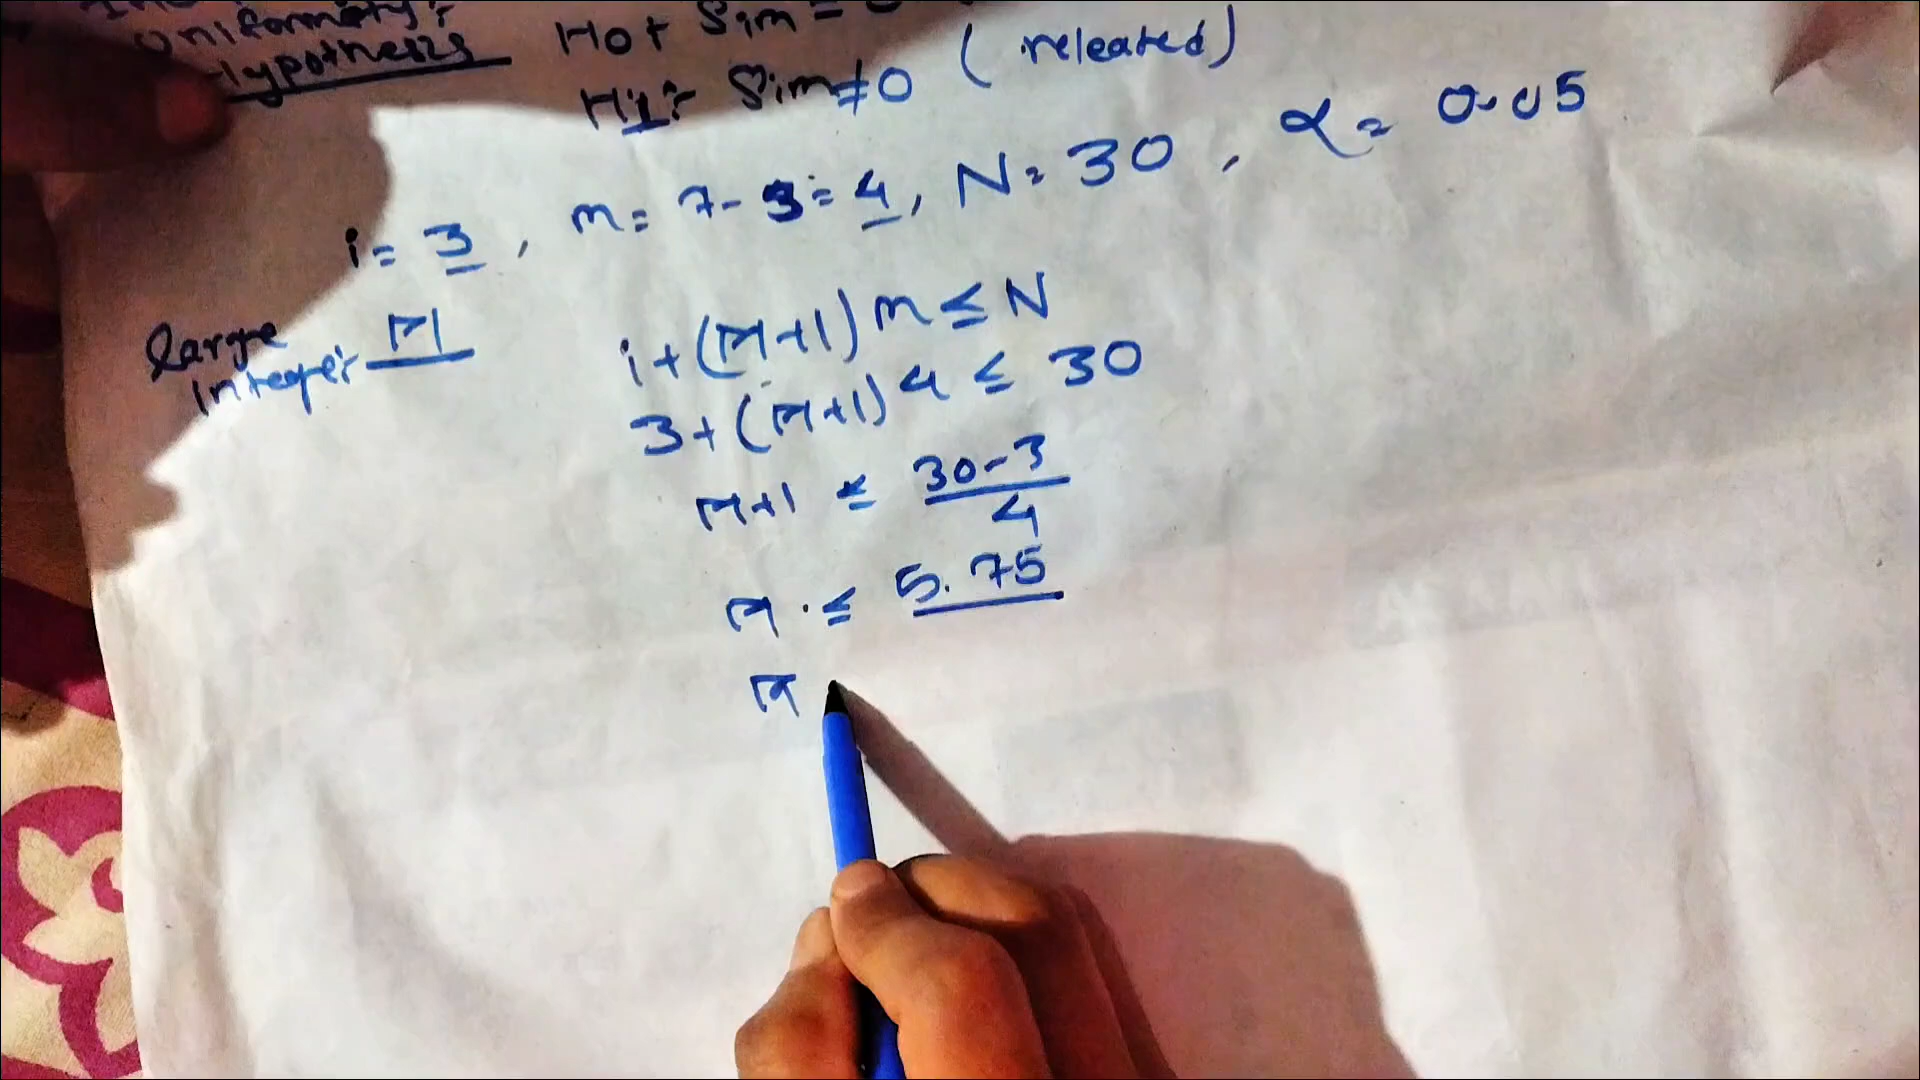 Uniformity:
Hypothesis
H0: Sim =
H1: Sim ≠ 0 (releated)
i = 3, m = 7-3 = 4, N = 30, α = 0.05
large
integer: M
i+(M+1)m ≤ N
3+(M+1)4 ≤ 30
M+1 ≤ 30-3/4
M ≤ 5.75
M